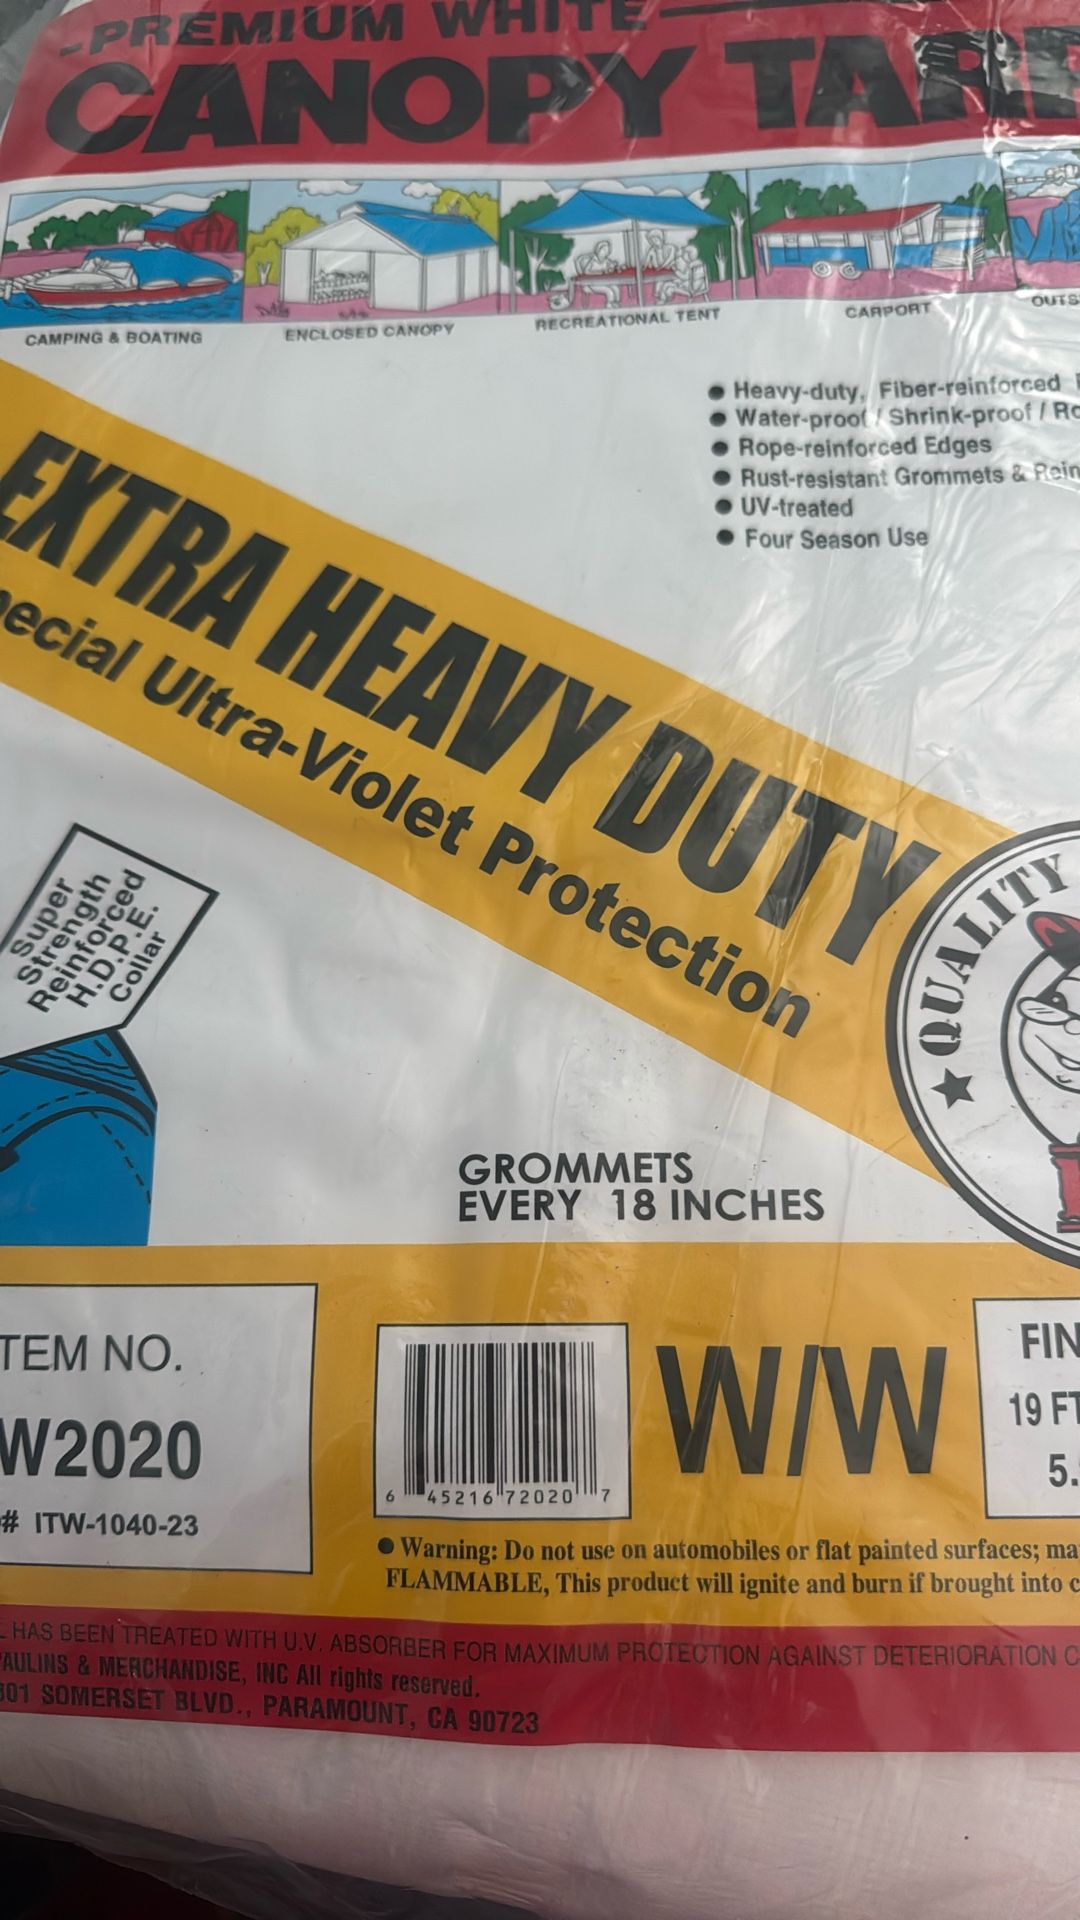 PREMIUM WHITE
CANOPY TARP
CAMPING & BOATING
ENCLOSED CANOPY
RECREATIONAL TENT
CARPORT
OUTS
● Heavy-duty, Fiber-reinforced
● Water-proof / Shrink-proof / Ro
● Rope-reinforced Edges
● Rust-resistant Grommets & Rein
● UV-treated
● Four Season Use
EXTRA HEAVY DUTY
ecial Ultra-Violet Protection
Super
Strength
Reinforced
H.D.P.E.
Collar
★ QUALITY
GROMMETS
EVERY 18 INCHES
TEM NO.
W2020
# ITW-1040-23
6 45216 72020 7
W/W
FIN
19 FT
5.
● Warning: Do not use on automobiles or flat painted surfaces; ma
FLAMMABLE, This product will ignite and burn if brought into c
HAS BEEN TREATED WITH U.V. ABSORBER FOR MAXIMUM PROTECTION AGAINST DETERIORATION C
AULINS & MERCHANDISE, INC All rights reserved.
01 SOMERSET BLVD., PARAMOUNT, CA 90723